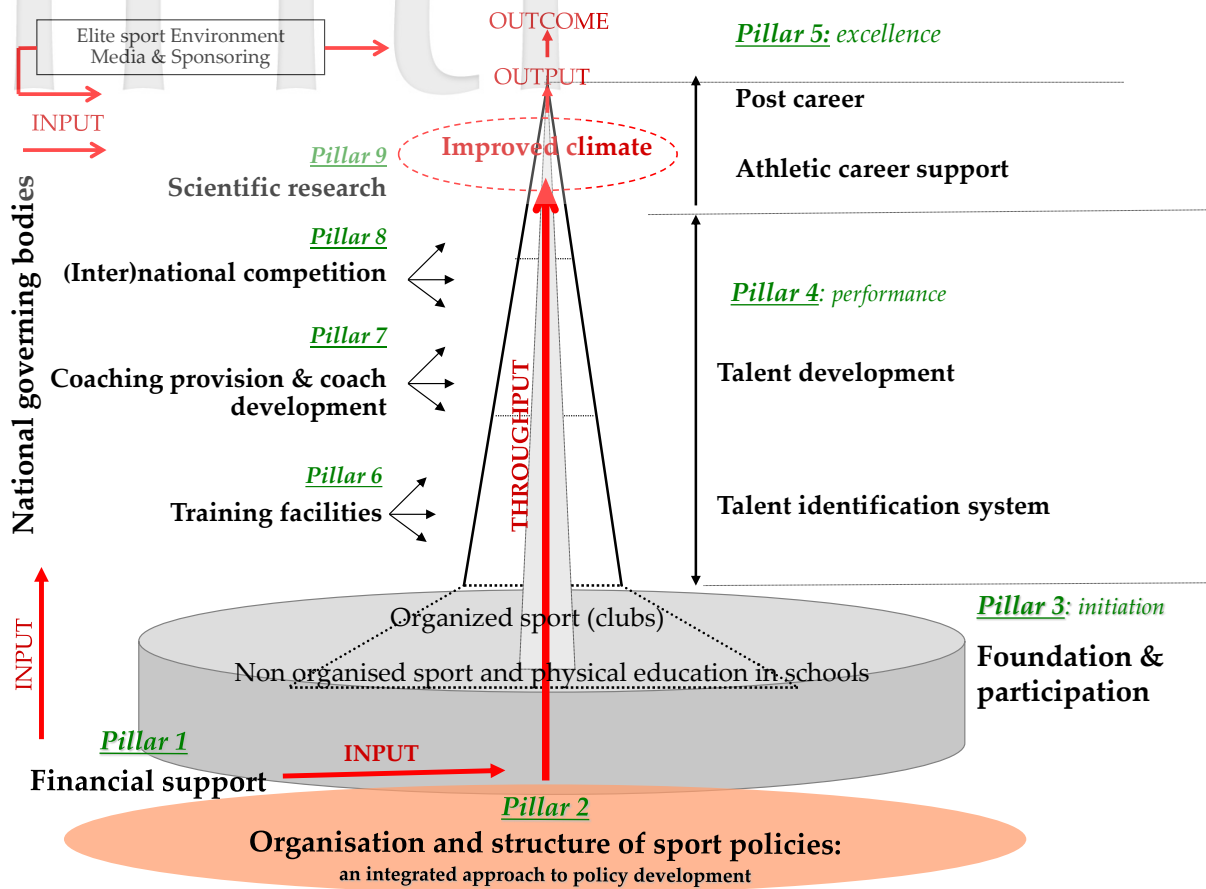 OUTCOME
Elite sport Environment
Media & Sponsoring
Pillar 5: excellence
OUTPUT
Post career
INPUT
Improved climate
Pillar 9
Scientific research
Athletic career support
National governing bodies
Pillar 8
(Inter)national competition
Pillar 4: performance
Pillar 7
Coaching provision & coach
development
Talent development
THROUGHPUT
Pillar 6
Training facilities
Talent identification system
Organized sport (clubs)
Pillar 3: initiation
Non organised sport and physical education in schools
Foundation &
participation
INPUT
Pillar 1
Financial support
INPUT
Pillar 2
Organisation and structure of sport policies:
an integrated approach to policy development